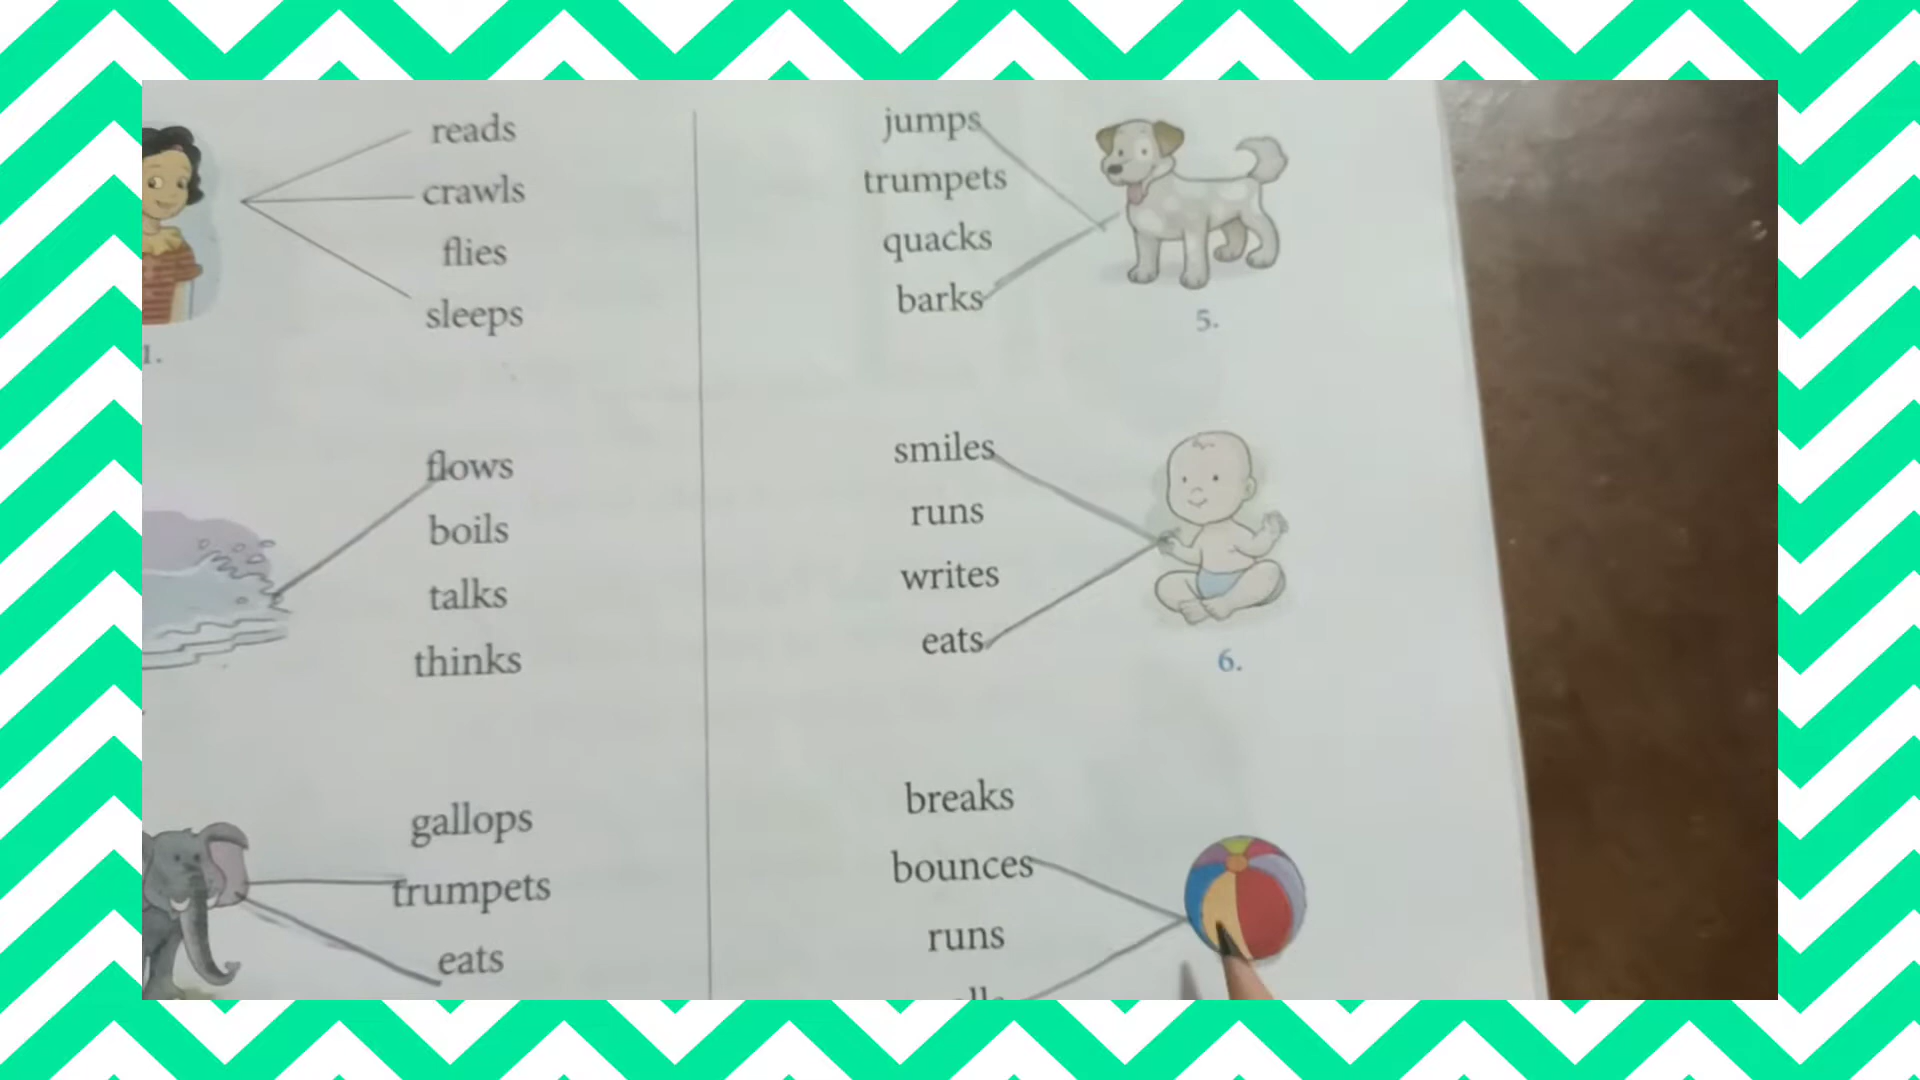 reads
crawls
flies
sleeps
1.
flows
boils
talks
thinks
gallops
trumpets
eats
jumps
trumpets
quacks
barks
5.
smiles
runs
writes
eats
6.
breaks
bounces
runs